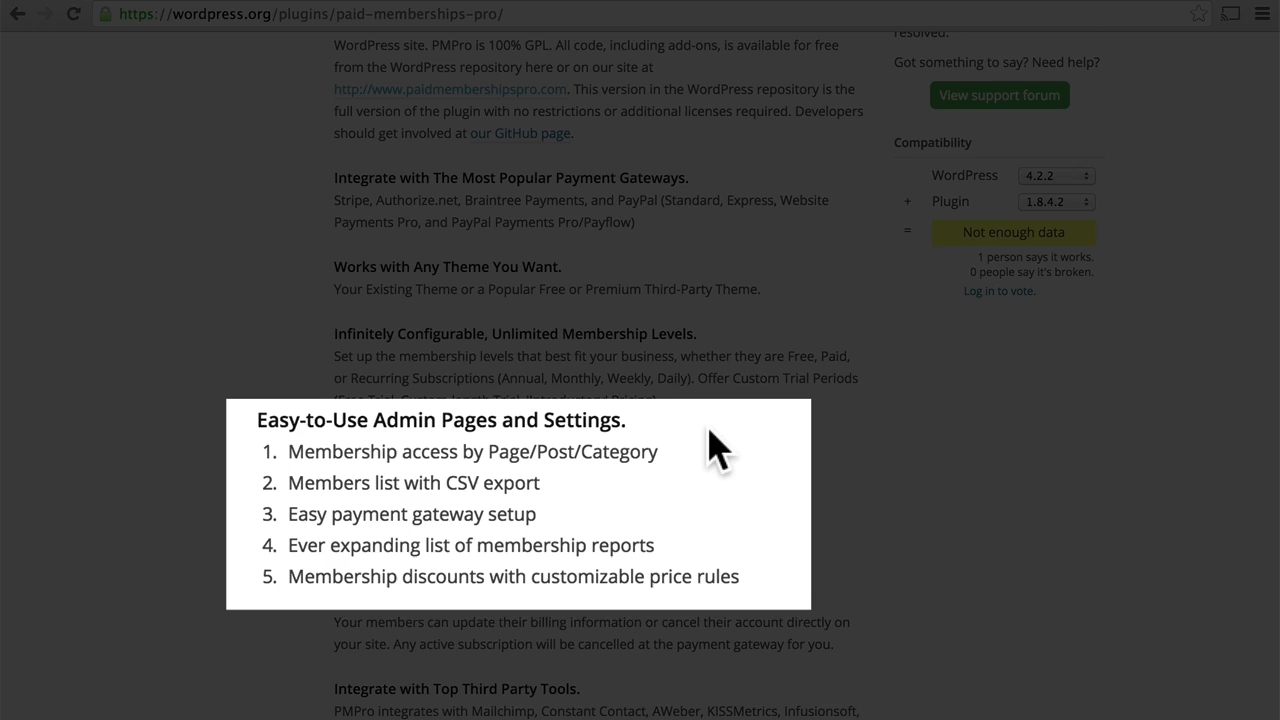 https://wordpress.org/plugins/paid-memberships-pro/
WordPress site. PMPro is 100% GPL. All code, including add-ons, is available for free
from the WordPress repository here or on our site at
http://www.paidmembershipspro.com. This version in the WordPress repository is the
full version of the plugin with no restrictions or additional licenses required. Developers
should get involved at our GitHub page.
Integrate with The Most Popular Payment Gateways.
Stripe, Authorize.net, Braintree Payments, and PayPal (Standard, Express, Website
Payments Pro, and PayPal Payments Pro/Payflow)
Works with Any Theme You Want.
Your Existing Theme or a Popular Free or Premium Third-Party Theme.
Infinitely Configurable, Unlimited Membership Levels.
Set up the membership levels that best fit your business, whether they are Free, Paid,
or Recurring Subscriptions (Annual, Monthly, Weekly, Daily). Offer Custom Trial Periods
Easy-to-Use Admin Pages and Settings.
1. Membership access by Page/Post/Category
2. Members list with CSV export
3. Easy payment gateway setup
4. Ever expanding list of membership reports
5. Membership discounts with customizable price rules
Your members can update their billing information or cancel their account directly on
your site. Any active subscription will be cancelled at the payment gateway for you.
Integrate with Top Third Party Tools.
PMPro integrates with Mailchimp, Constant Contact, AWeber, KISSMetrics, Infusionsoft,
resolved.
Got something to say? Need help?
View support forum
Compatibility
WordPress 4.2.2
+ Plugin 1.8.4.2
= Not enough data
1 person says it works.
0 people say it's broken.
Log in to vote.